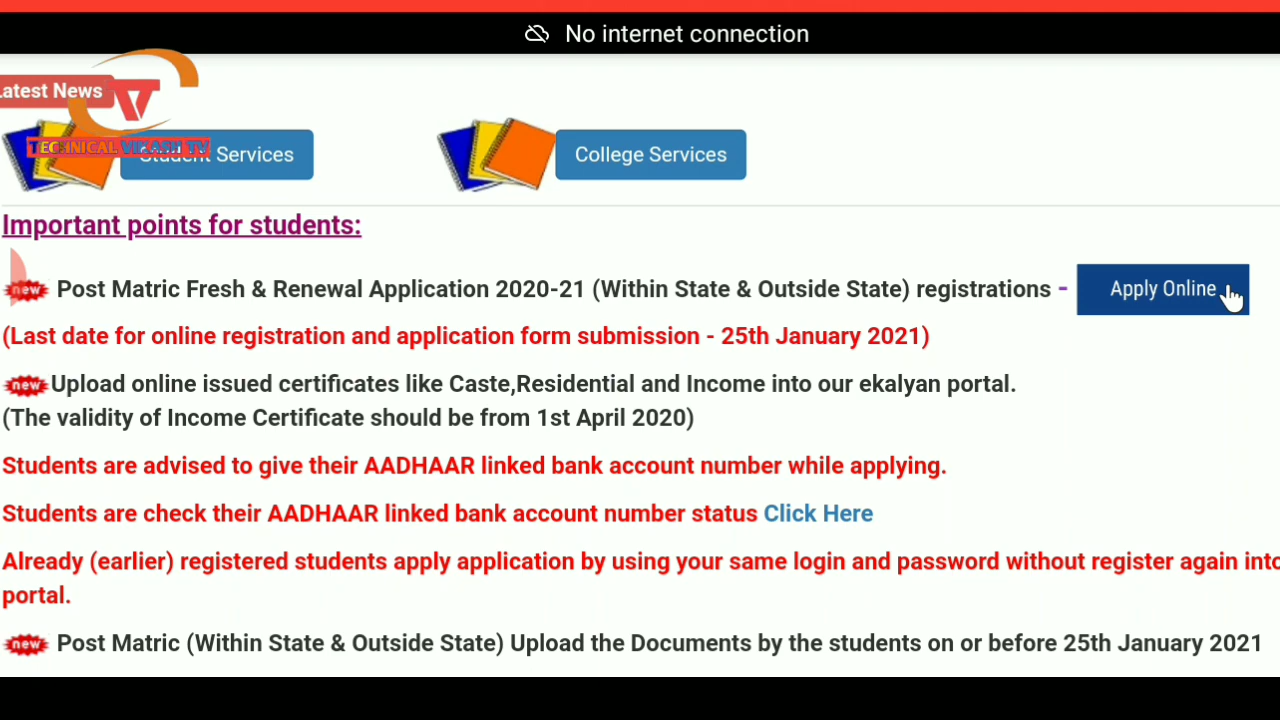 No internet connection
Latest News
TECHNICAL VIKASH TV
Student Services
College Services
Important points for students:
new Post Matric Fresh & Renewal Application 2020-21 (Within State & Outside State) registrations - Apply Online
(Last date for online registration and application form submission - 25th January 2021)
new Upload online issued certificates like Caste,Residential and Income into our ekalyan portal.
(The validity of Income Certificate should be from 1st April 2020)
Students are advised to give their AADHAAR linked bank account number while applying.
Students are check their AADHAAR linked bank account number status Click Here
Already (earlier) registered students apply application by using your same login and password without register again into
portal.
new Post Matric (Within State & Outside State) Upload the Documents by the students on or before 25th January 2021